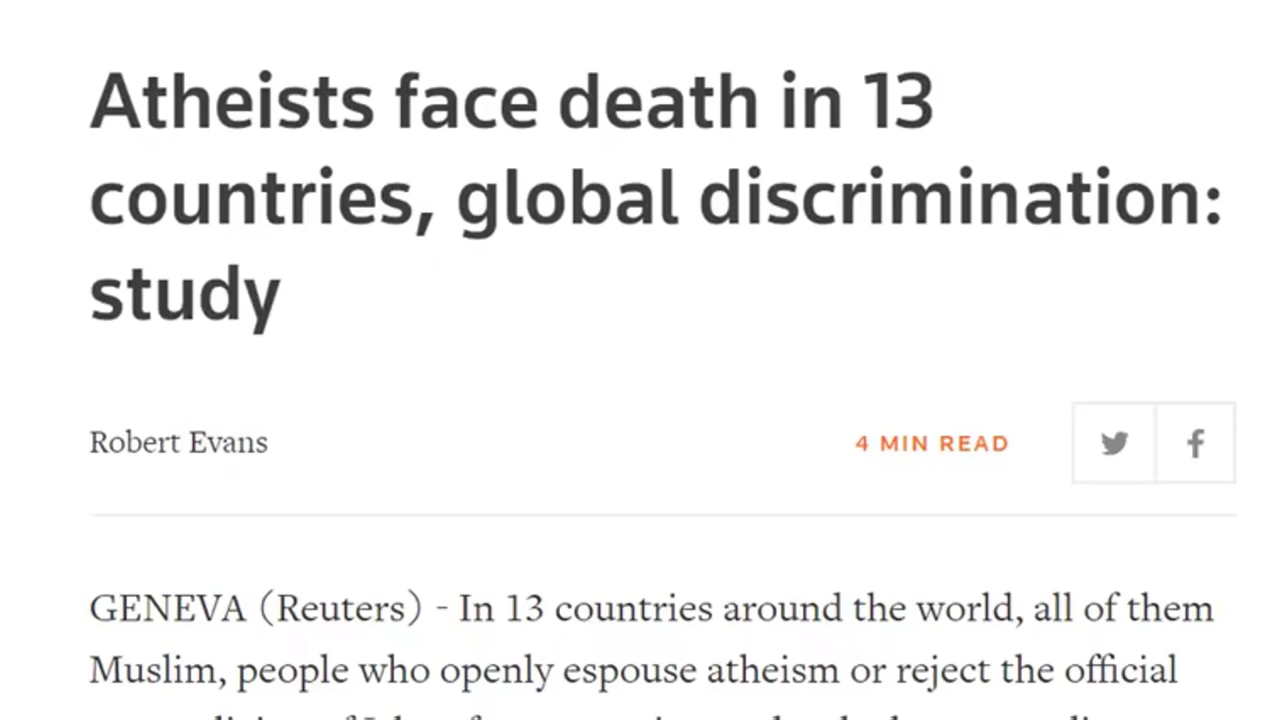 Atheists face death in 13
countries, global discrimination:
study
Robert Evans
4 MIN READ
GENEVA (Reuters) - In 13 countries around the world, all of them
Muslim, people who openly espouse atheism or reject the official